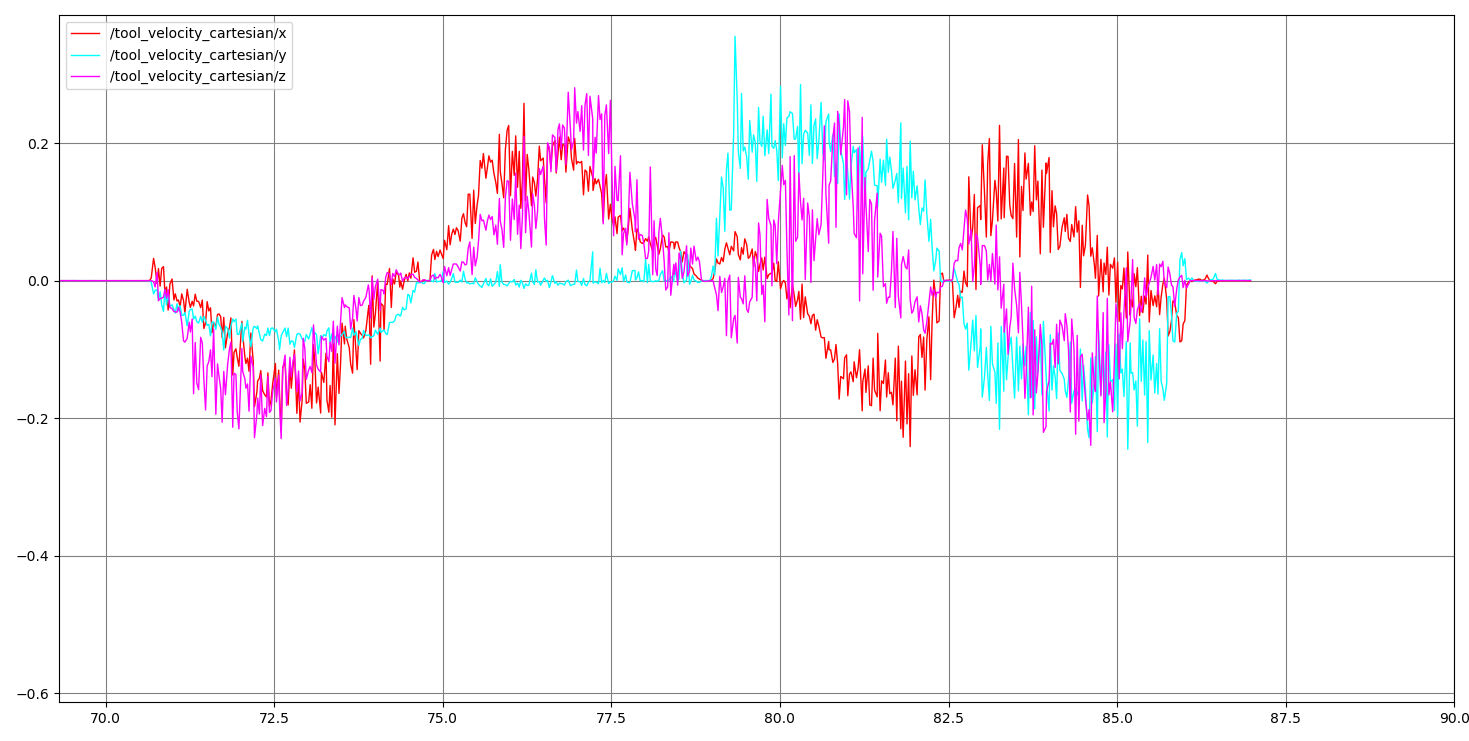 /tool_velocity_cartesian/x
/tool_velocity_cartesian/y
/tool_velocity_cartesian/z
0.2
0.0
−0.2
−0.4
−0.6
70.0 72.5 75.0 77.5 80.0 82.5 85.0 87.5 90.0